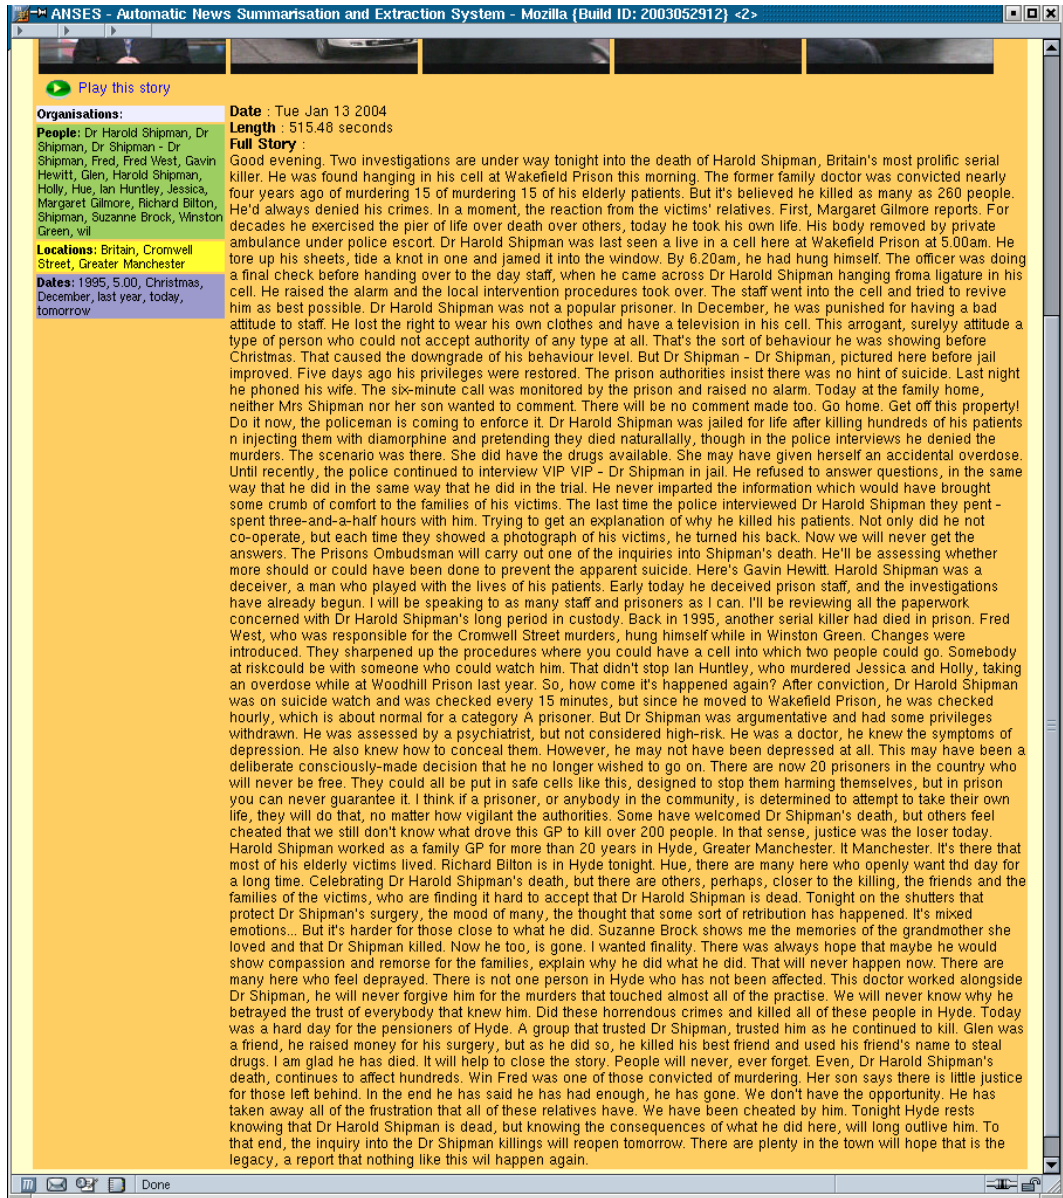 ANSES - Automatic News Summarisation and Extraction System - Mozilla {Build ID: 2003052912} <2>
Play this story
Organisations:
People: Dr Harold Shipman, Dr
Shipman, Dr Shipman - Dr
Shipman, Fred, Fred West, Gavin
Hewitt, Glen, Harold Shipman,
Holly, Hue, Ian Huntley, Jessica,
Margaret Gilmore, Richard Bilton,
Shipman, Suzanne Brock, Winston
Green, wil
Locations: Britain, Cromwell
Street, Greater Manchester
Dates: 1995, 5.00, Christmas,
December, last year, today,
tomorrow
Date : Tue Jan 13 2004
Length : 515.48 seconds
Full Story :
Good evening. Two investigations are under way tonight into the death of Harold Shipman, Britain's most prolific serial
killer. He was found hanging in his cell at Wakefield Prison this morning. The former family doctor was convicted nearly
four years ago of murdering 15 of murdering 15 of his elderly patients. But it's believed he killed as many as 260 people.
He'd always denied his crimes. In a moment, the reaction from the victims' relatives. First, Margaret Gilmore reports. For
decades he exercised the pier of life over death over others, today he took his own life. His body removed by private
ambulance under police escort. Dr Harold Shipman was last seen a live in a cell here at Wakefield Prison at 5.00am. He
tore up his sheets, tide a knot in one and jamed it into the window. By 6.20am, he had hung himself. The officer was doing
a final check before handing over to the day staff, when he came across Dr Harold Shipman hanging froma ligature in his
cell. He raised the alarm and the local intervention procedures took over. The staff went into the cell and tried to revive
him as best possible. Dr Harold Shipman was not a popular prisoner. In December, he was punished for having a bad
attitude to staff. He lost the right to wear his own clothes and have a television in his cell. This arrogant, surelyy attitude a
type of person who could not accept authority of any type at all. That's the sort of behaviour he was showing before
Christmas. That caused the downgrade of his behaviour level. But Dr Shipman - Dr Shipman, pictured here before jail
improved. Five days ago his privileges were restored. The prison authorities insist there was no hint of suicide. Last night
he phoned his wife. The six-minute call was monitored by the prison and raised no alarm. Today at the family home,
neither Mrs Shipman nor her son wanted to comment. There will be no comment made too. Go home. Get off this property!
Do it now, the policeman is coming to enforce it. Dr Harold Shipman was jailed for life after killing hundreds of his patients
n injecting them with diamorphine and pretending they died naturallally, though in the police interviews he denied the
murders. The scenario was there. She did have the drugs available. She may have given herself an accidental overdose.
Until recently, the police continued to interview VIP VIP - Dr Shipman in jail. He refused to answer questions, in the same
way that he did in the same way that he did in the trial. He never imparted the information which would have brought
some crumb of comfort to the families of his victims. The last time the police interviewed Dr Harold Shipman they pent -
spent three-and-a-half hours with him. Trying to get an explanation of why he killed his patients. Not only did he not
co-operate, but each time they showed a photograph of his victims, he turned his back. Now we will never get the
answers. The Prisons Ombudsman will carry out one of the inquiries into Shipman's death. He'll be assessing whether
more should or could have been done to prevent the apparent suicide. Here's Gavin Hewitt. Harold Shipman was a
deceiver, a man who played with the lives of his patients. Early today he deceived prison staff, and the investigations
have already begun. I will be speaking to as many staff and prisoners as I can. I'll be reviewing all the paperwork
concerned with Dr Harold Shipman's long period in custody. Back in 1995, another serial killer had died in prison. Fred
West, who was responsible for the Cromwell Street murders, hung himself while in Winston Green. Changes were
introduced. They sharpened up the procedures where you could have a cell into which two people could go. Somebody
at riskcould be with someone who could watch him. That didn't stop Ian Huntley, who murdered Jessica and Holly, taking
an overdose while at Woodhill Prison last year. So, how come it's happened again? After conviction, Dr Harold Shipman
was on suicide watch and was checked every 15 minutes, but since he moved to Wakefield Prison, he was checked
hourly, which is about normal for a category A prisoner. But Dr Shipman was argumentative and had some privileges
withdrawn. He was assessed by a psychiatrist, but not considered high-risk. He was a doctor, he knew the symptoms of
depression. He also knew how to conceal them. However, he may not have been depressed at all. This may have been a
deliberate consciously-made decision that he no longer wished to go on. There are now 20 prisoners in the country who
will never be free. They could all be put in safe cells like this, designed to stop them harming themselves, but in prison
you can never guarantee it. I think if a prisoner, or anybody in the community, is determined to attempt to take their own
life, they will do that, no matter how vigilant the authorities. Some have welcomed Dr Shipman's death, but others feel
cheated that we still don't know what drove this GP to kill over 200 people. In that sense, justice was the loser today.
Harold Shipman worked as a family GP for more than 20 years in Hyde, Greater Manchester. It Manchester. It's there that
most of his elderly victims lived. Richard Bilton is in Hyde tonight. Hue, there are many here who openly want thd day for
a long time. Celebrating Dr Harold Shipman's death, but there are others, perhaps, closer to the killing, the friends and the
families of the victims, who are finding it hard to accept that Dr Harold Shipman is dead. Tonight on the shutters that
protect Dr Shipman's surgery, the mood of many, the thought that some sort of retribution has happened. It's mixed
emotions... But it's harder for those close to what he did. Suzanne Brock shows me the memories of the grandmother she
loved and that Dr Shipman killed. Now he too, is gone. I wanted finality. There was always hope that maybe he would
show compassion and remorse for the families, explain why he did what he did. That will never happen now. There are
many here who feel deprayed. There is not one person in Hyde who has not been affected. This doctor worked alongside
Dr Shipman, he will never forgive him for the murders that touched almost all of the practise. We will never know why he
betrayed the trust of everybody that knew him. Did these horrendous crimes and killed all of these people in Hyde. Today
was a hard day for the pensioners of Hyde. A group that trusted Dr Shipman, trusted him as he continued to kill. Glen was
a friend, he raised money for his surgery, but as he did so, he killed his best friend and used his friend's name to steal
drugs. I am glad he has died. It will help to close the story. People will never, ever forget. Even, Dr Harold Shipman's
death, continues to affect hundreds. Win Fred was one of those convicted of murdering. Her son says there is little justice
for those left behind. In the end he has said he has had enough, he has gone. We don't have the opportunity. He has
taken away all of the frustration that all of these relatives have. We have been cheated by him. Tonight Hyde rests
knowing that Dr Harold Shipman is dead, but knowing the consequences of what he did here, will long outlive him. To
that end, the inquiry into the Dr Shipman killings will reopen tomorrow. There are plenty in the town will hope that is the
legacy, a report that nothing like this wil happen again.
Done